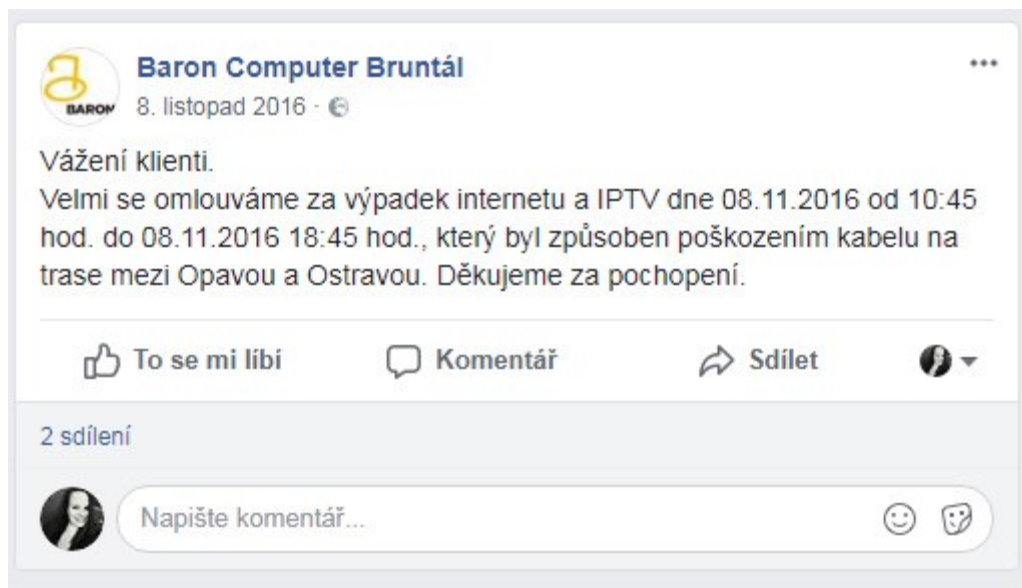 Baron Computer Bruntál
BARON
8. listopad 2016 ·
Vážení klienti.
Velmi se omlouváme za výpadek internetu a IPTV dne 08.11.2016 od 10:45
hod. do 08.11.2016 18:45 hod., který byl způsoben poškozením kabelu na
trase mezi Opavou a Ostravou. Děkujeme za pochopení.
To se mi líbí
Komentář
Sdílet
2 sdílení
Napište komentář...